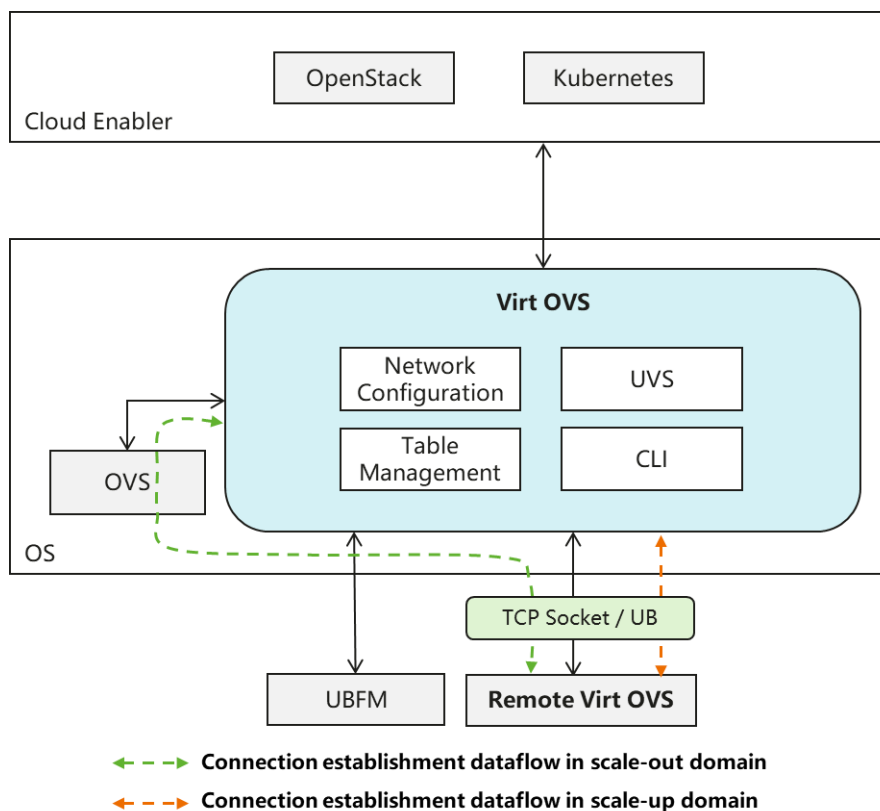 OpenStack
Kubernetes
Cloud Enabler
Virt OVS
Network
Configuration
UVS
Table
Management
CLI
OVS
OS
TCP Socket / UB
UBFM
Remote Virt OVS
Connection establishment dataflow in scale-out domain
Connection establishment dataflow in scale-up domain